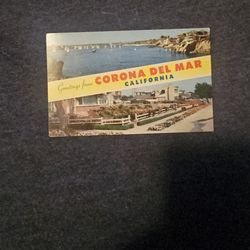 Greetings from CORONA DEL MAR
CALIFORNIA